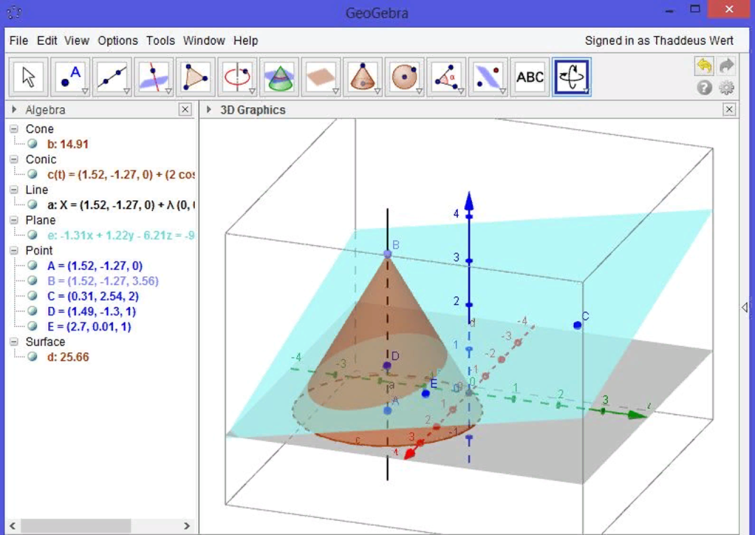 GeoGebra
File Edit View Options Tools Window Help
Signed in as Thaddeus Wert
A
α
ABC
?
Algebra
3D Graphics
Cone
b: 14.91
Conic
c(t) = (1.52, -1.27, 0) + (2 cos
Line
a: X = (1.52, -1.27, 0) + λ (0, 
Plane
e: -1.31x + 1.22y - 6.21z = -9
Point
A = (1.52, -1.27, 0)
B = (1.52, -1.27, 3.56)
C = (0.31, 2.54, 2)
D = (1.49, -1.3, 1)
E = (2.7, 0.01, 1)
Surface
d: 25.66
4
B
3
2
C
-4
-3
1
-2
-4
-3
D
-1
E
0
0
1
2
3
4
a
A
1
2
3
-1
c
4